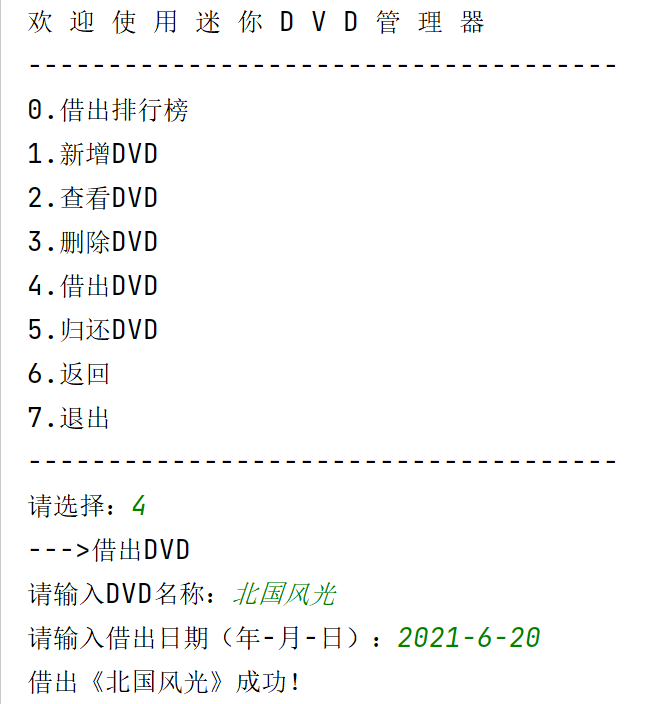 欢 迎 使 用 迷 你 D V D 管 理 器
-------------------------------------
0.借出排行榜
1.新增DVD
2.查看DVD
3.删除DVD
4.借出DVD
5.归还DVD
6.返回
7.退出
-------------------------------------
请选择：4
--->借出DVD
请输入DVD名称：北国风光
请输入借出日期（年-月-日）：2021-6-20
借出《北国风光》成功！